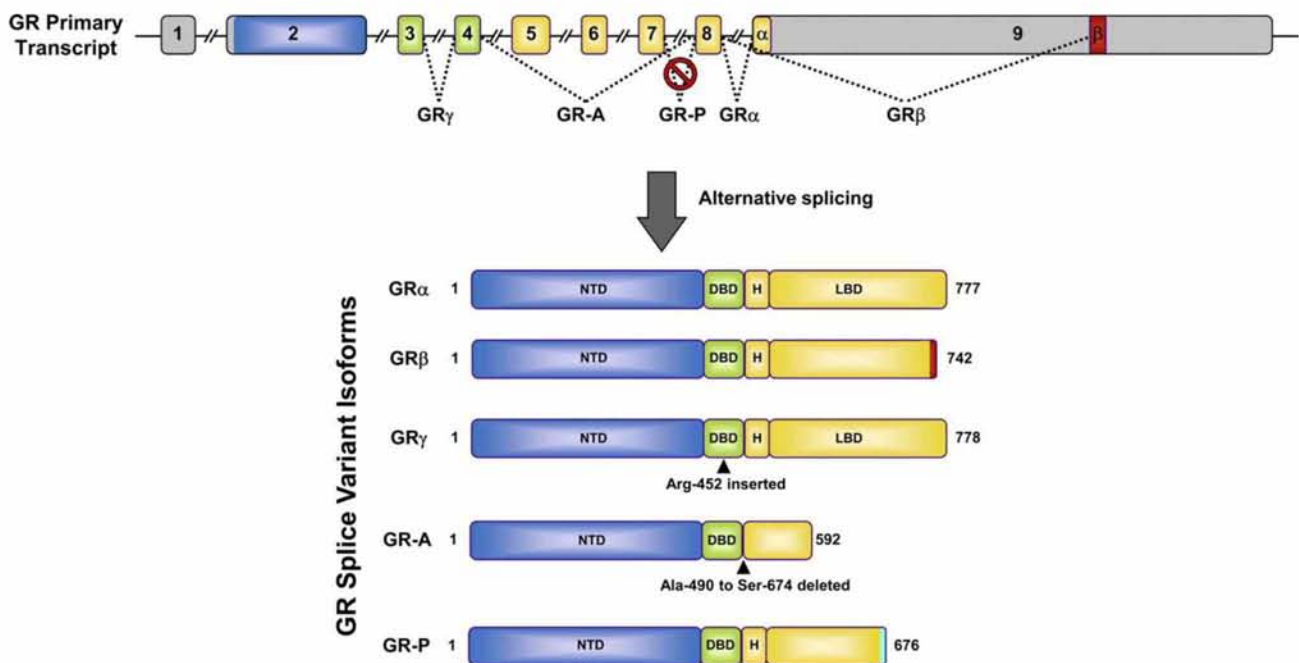 GR Primary
Transcript
1 2 3 4 5 6 7 8 α 9 β
GRγ GR-A GR-P GRα GRβ
Alternative splicing
GR Splice Variant Isoforms
GRα 1 NTD DBD H LBD 777
GRβ 1 NTD DBD H 742
GRγ 1 NTD DBD H LBD 778
Arg-452 inserted
GR-A 1 NTD DBD 592
Ala-490 to Ser-674 deleted
GR-P 1 NTD DBD H 676